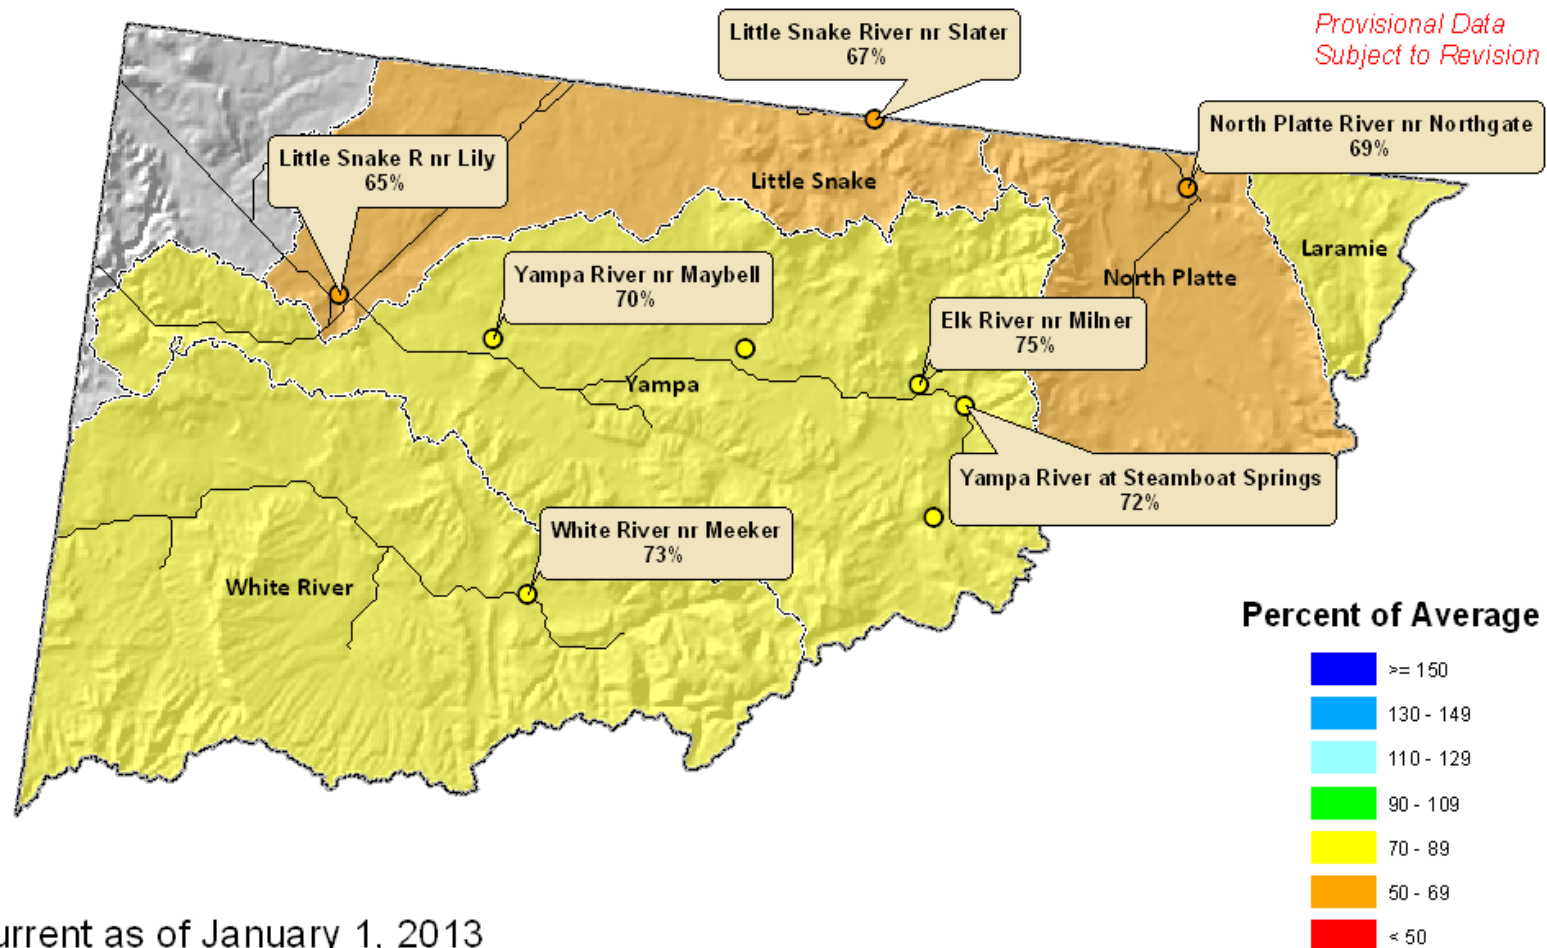 Provisional Data
Subject to Revision
Little Snake River nr Slater
67%
North Platte River nr Northgate
69%
Little Snake R nr Lily
65%
Little Snake
Laramie
North Platte
Yampa River nr Maybell
70%
Elk River nr Milner
75%
Yampa
Yampa River at Steamboat Springs
72%
White River nr Meeker
73%
White River
Percent of Average
>= 150
130 - 149
110 - 129
90 - 109
70 - 89
50 - 69
< 50
urrent as of January 1, 2013